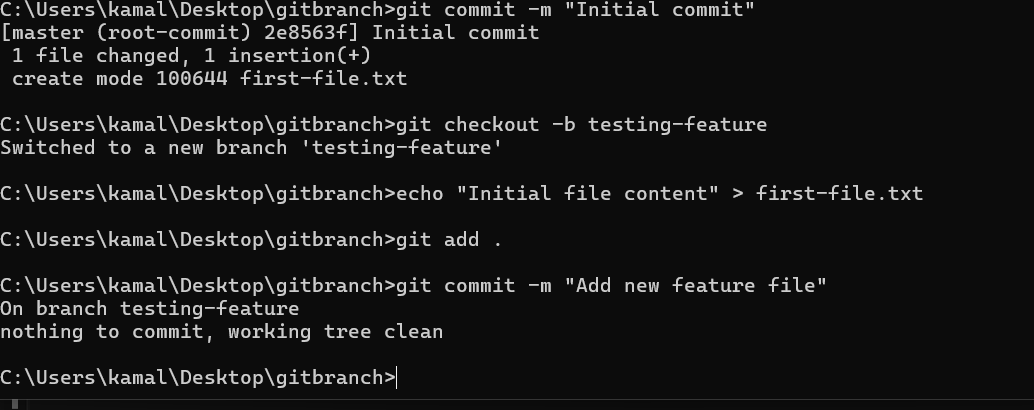 C:\Users\kamal\Desktop\gitbranch>git commit -m "Initial commit"
[master (root-commit) 2e8563f] Initial commit
 1 file changed, 1 insertion(+)
 create mode 100644 first-file.txt
C:\Users\kamal\Desktop\gitbranch>git checkout -b testing-feature
Switched to a new branch 'testing-feature'
C:\Users\kamal\Desktop\gitbranch>echo "Initial file content" > first-file.txt
C:\Users\kamal\Desktop\gitbranch>git add .
C:\Users\kamal\Desktop\gitbranch>git commit -m "Add new feature file"
On branch testing-feature
nothing to commit, working tree clean
C:\Users\kamal\Desktop\gitbranch>